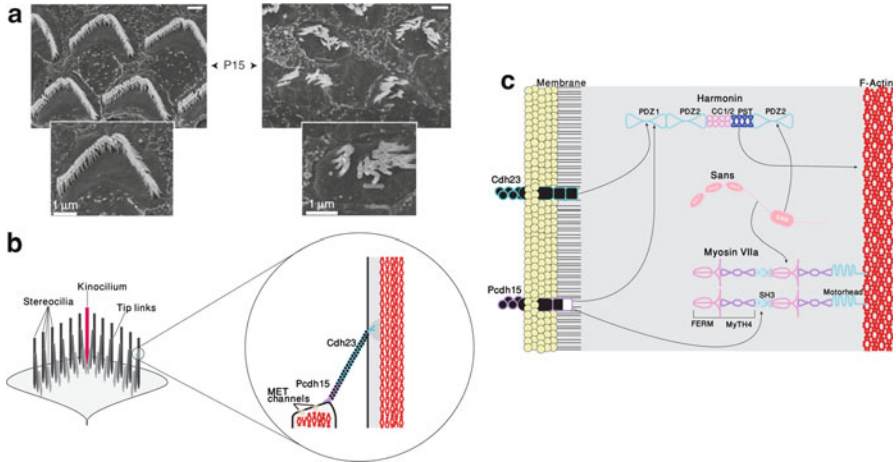 a
P15
1 µm
1 µm
b
Kinocilium
Stereocilia
Tip links
Cdh23
Pcdh15
MET
channels
c
Membrane
F-Actin
Harmonin
PDZ1 PDZ2 CC1/2 PST PDZ2
Cdh23
Sans
Myosin VIIa
Pcdh15
SH3
Motorhead
FERM MyTH4